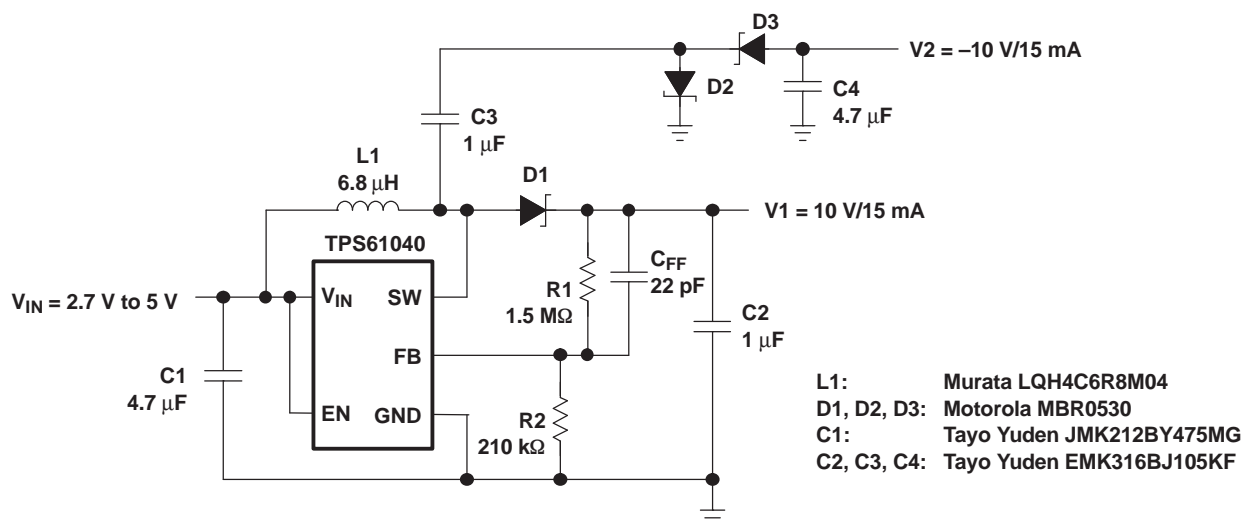 D3
V2 = –10 V/15 mA
D2
C4
4.7 μF
C3
1 μF
L1
6.8 μH
D1
V1 = 10 V/15 mA
TPS61040
CFF
22 pF
VIN = 2.7 V to 5 V
VIN
SW
R1
1.5 MΩ
C2
1 μF
FB
C1
4.7 μF
EN
GND
R2
210 kΩ
L1: Murata LQH4C6R8M04
D1, D2, D3: Motorola MBR0530
C1: Tayo Yuden JMK212BY475MG
C2, C3, C4: Tayo Yuden EMK316BJ105KF